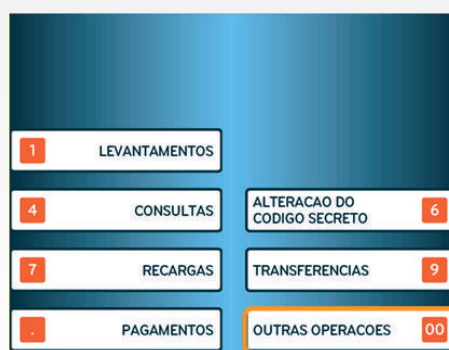 1 LEVANTAMENTOS
4 CONSULTAS
ALTERACAO DO
CODIGO SECRETO 6
7 RECARGAS
TRANSFERENCIAS 9
. PAGAMENTOS
OUTRAS OPERACOES 00